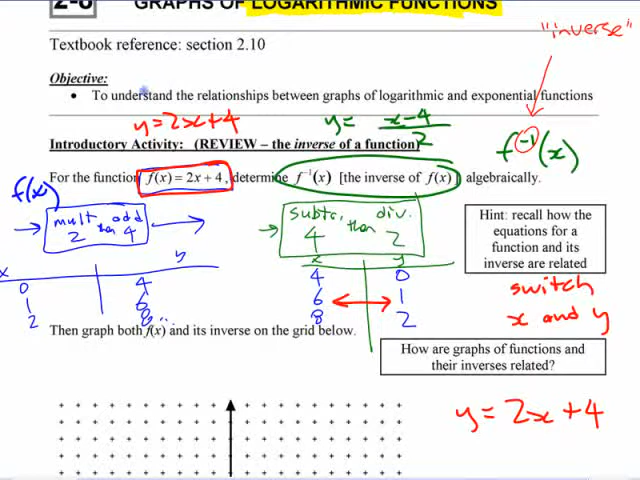 2-8 GRAPHS OF LOGARITHMIC FUNCTIONS
"inverse"
Textbook reference: section 2.10
Objective:
• To understand the relationships between graphs of logarithmic and exponential functions
y=2x+4 y= x-4
2
f⁻¹(x)
Introductory Activity: (REVIEW – the inverse of a function)
For the function f(x) = 2x + 4, determine f⁻¹(x) [the inverse of f(x)] algebraically.
f(x)
mult then add
2 4
subtr. then div.
4 2
Hint: recall how the
equations for a
function and its
inverse are related
x y
0 4
1 6
2 8 ..
x y
4 0
6 1
8 2
switch
x and y
Then graph both f(x) and its inverse on the grid below.
How are graphs of functions and
their inverses related?
y=2x+4